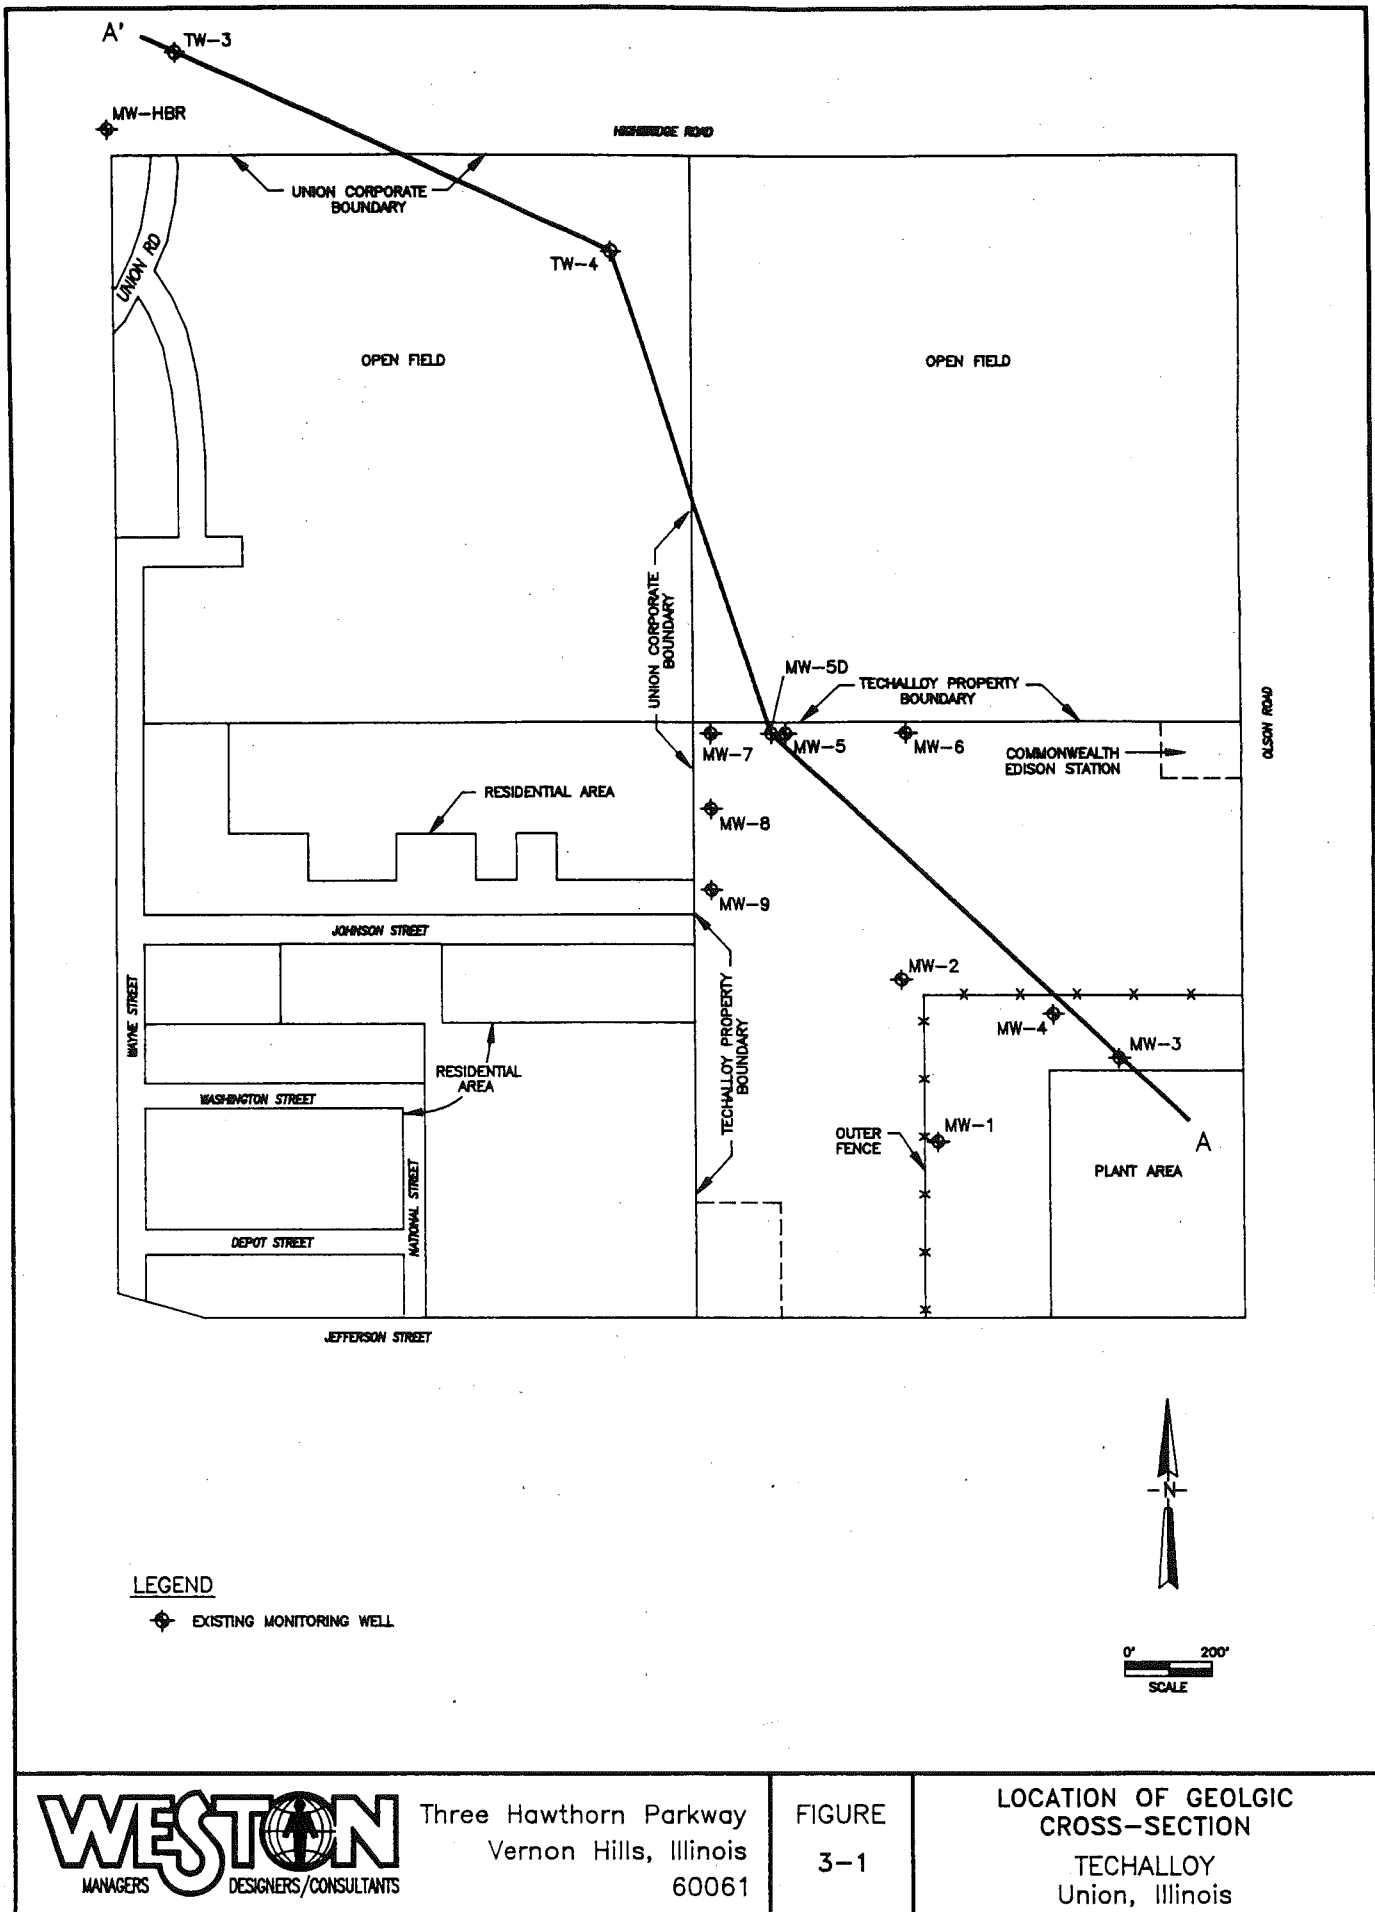 A'
TW-3
MW-HBR
HIGHBRIDGE ROAD
UNION CORPORATE
BOUNDARY
UNION RD
TW-4
OPEN FIELD
OPEN FIELD
UNION CORPORATE
BOUNDARY
MW-5D
TECHALLOY PROPERTY
BOUNDARY
OLSON ROAD
MW-7
MW-5
MW-6
COMMONWEALTH
EDISON STATION
RESIDENTIAL AREA
MW-8
MW-9
JOHNSON STREET
WAYNE STREET
MW-2
TECHALLOY PROPERTY
BOUNDARY
MW-4
MW-3
RESIDENTIAL
AREA
WASHINGTON STREET
OUTER
FENCE
MW-1
A
PLANT AREA
NATIONAL STREET
DEPOT STREET
JEFFERSON STREET
N
LEGEND
EXISTING MONITORING WELL
0' 200'
SCALE
WESTON
MANAGERS DESIGNERS/CONSULTANTS
Three Hawthorn Parkway
Vernon Hills, Illinois
60061
FIGURE
3-1
LOCATION OF GEOLGIC
CROSS-SECTION
TECHALLOY
Union, Illinois